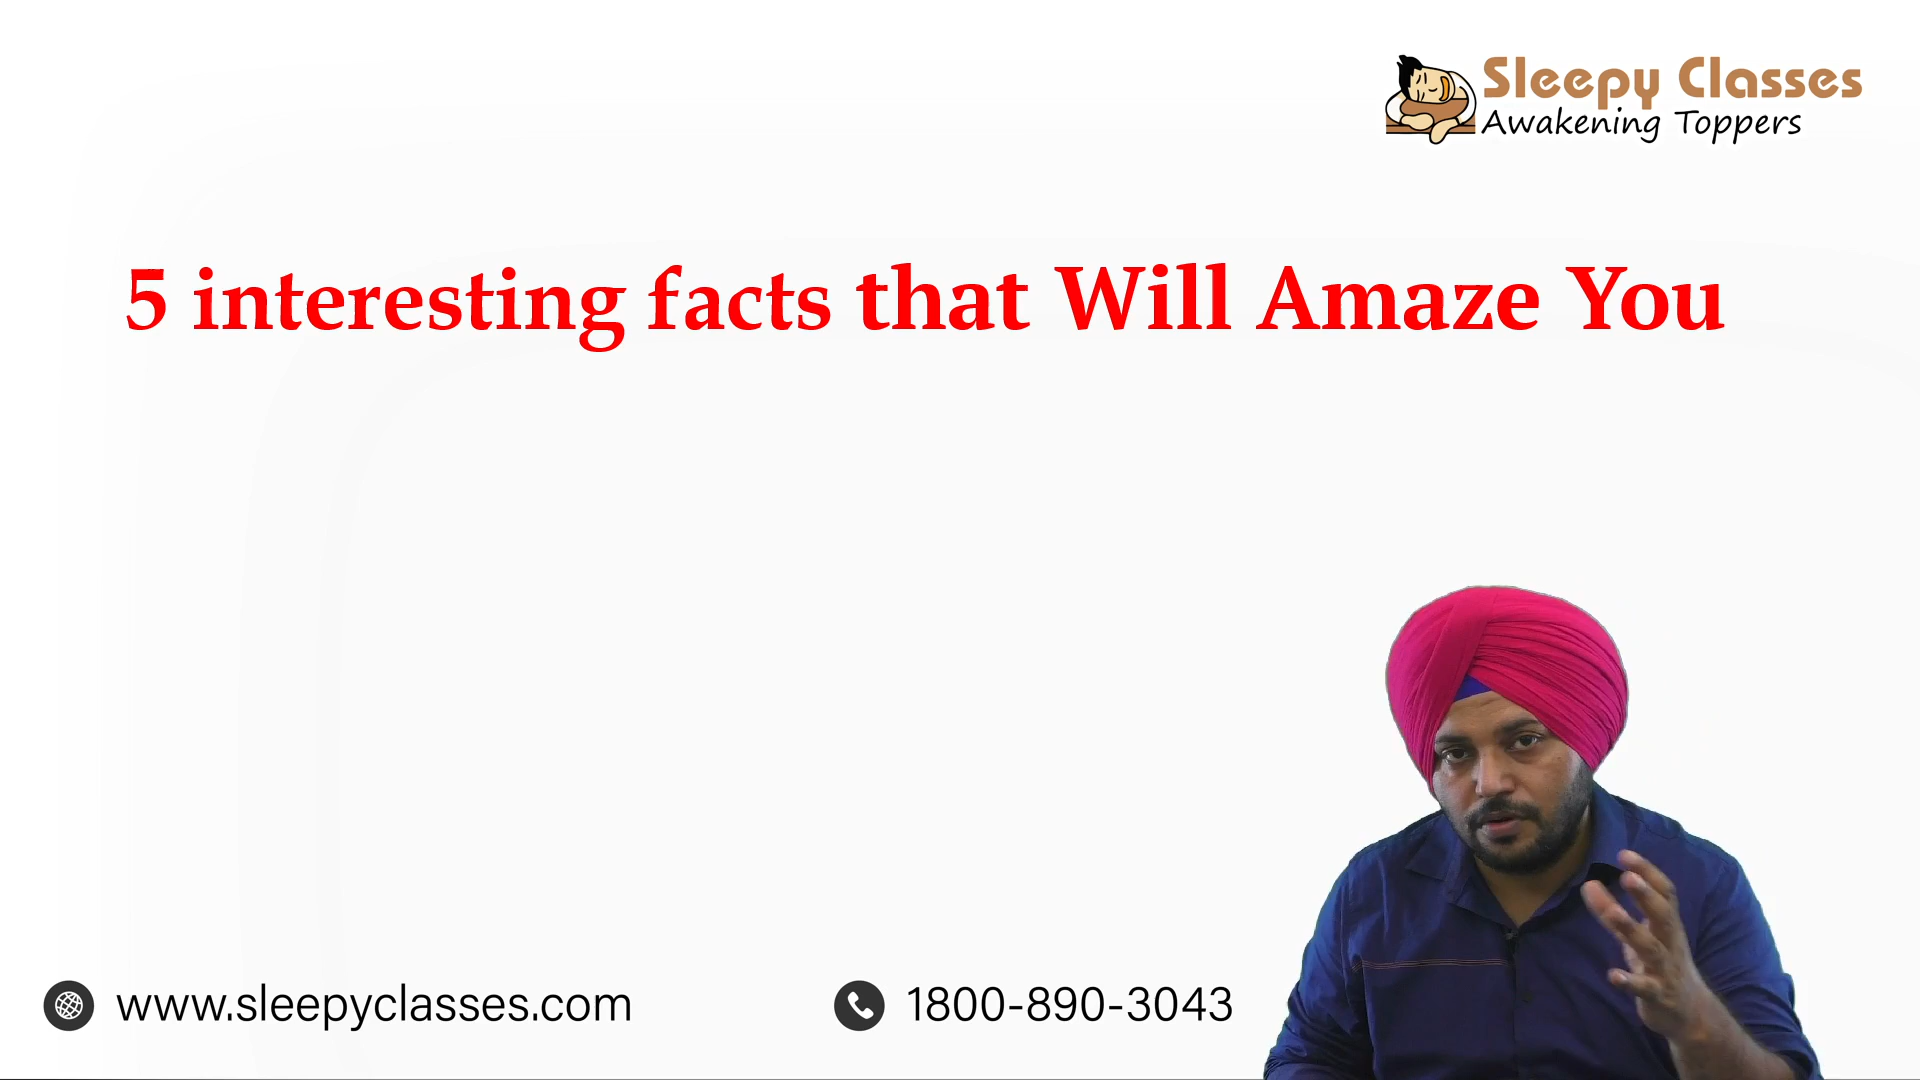 Sleepy Classes
Awakening Toppers
5 interesting facts that Will Amaze You
www.sleepyclasses.com
1800-890-3043